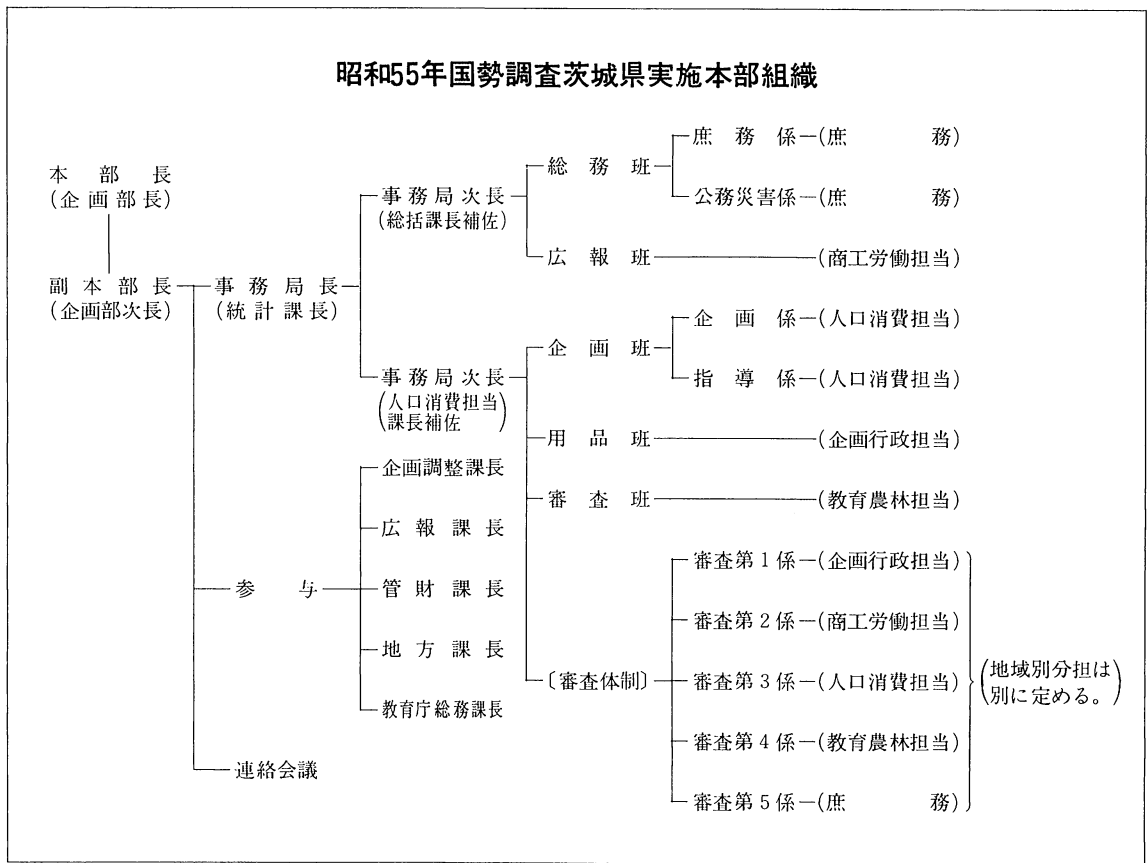 昭和55年国勢調査茨城県実施本部組織
本部長
(企画部長)
副本部長
(企画部次長)
事務局長
(統計課長)
事務局次長
(総括課長補佐)
総務班
庶務係 (庶務)
公務災害係 (庶務)
広報班 (商工労働担当)
事務局次長
(人口消費担当
課長補佐)
企画班
企画係 (人口消費担当)
指導係 (人口消費担当)
用品班 (企画行政担当)
審査班 (教育農林担当)
〔審査体制〕
審査第1係 (企画行政担当)
審査第2係 (商工労働担当)
審査第3係 (人口消費担当)
審査第4係 (教育農林担当)
審査第5係 (庶務)
(地域別分担は
別に定める。)
参与
企画調整課長
広報課長
管財課長
地方課長
教育庁総務課長
連絡会議